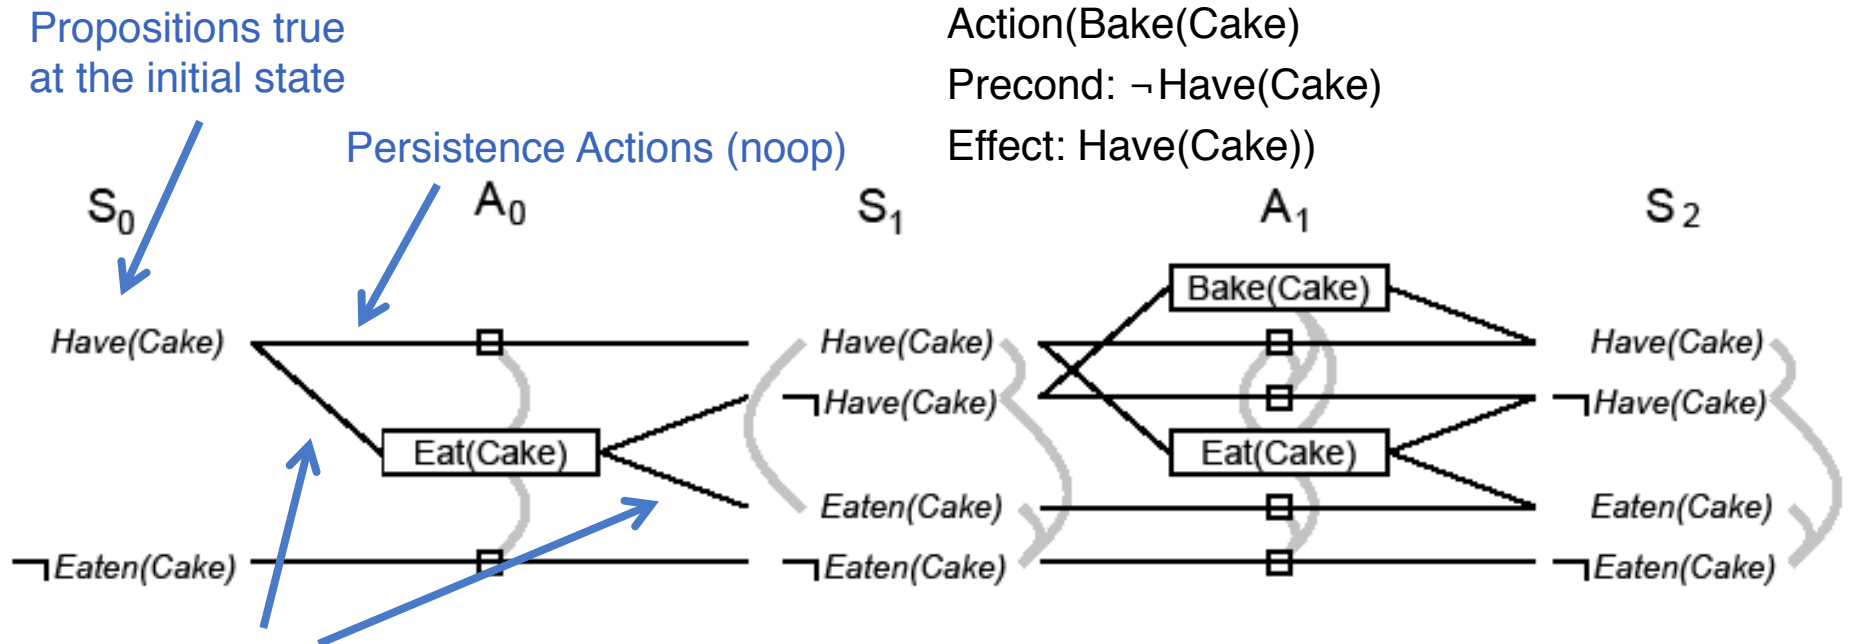 Propositions true
at the initial state
Action(Bake(Cake)
Precond: ¬Have(Cake)
Effect: Have(Cake))
Persistence Actions (noop)
S0 A0 S1 A1 S2
Bake(Cake)
Have(Cake) Have(Cake) Have(Cake)
¬Have(Cake) ¬Have(Cake)
Eat(Cake) Eat(Cake)
Eaten(Cake) Eaten(Cake)
¬Eaten(Cake) ¬Eaten(Cake) ¬Eaten(Cake)